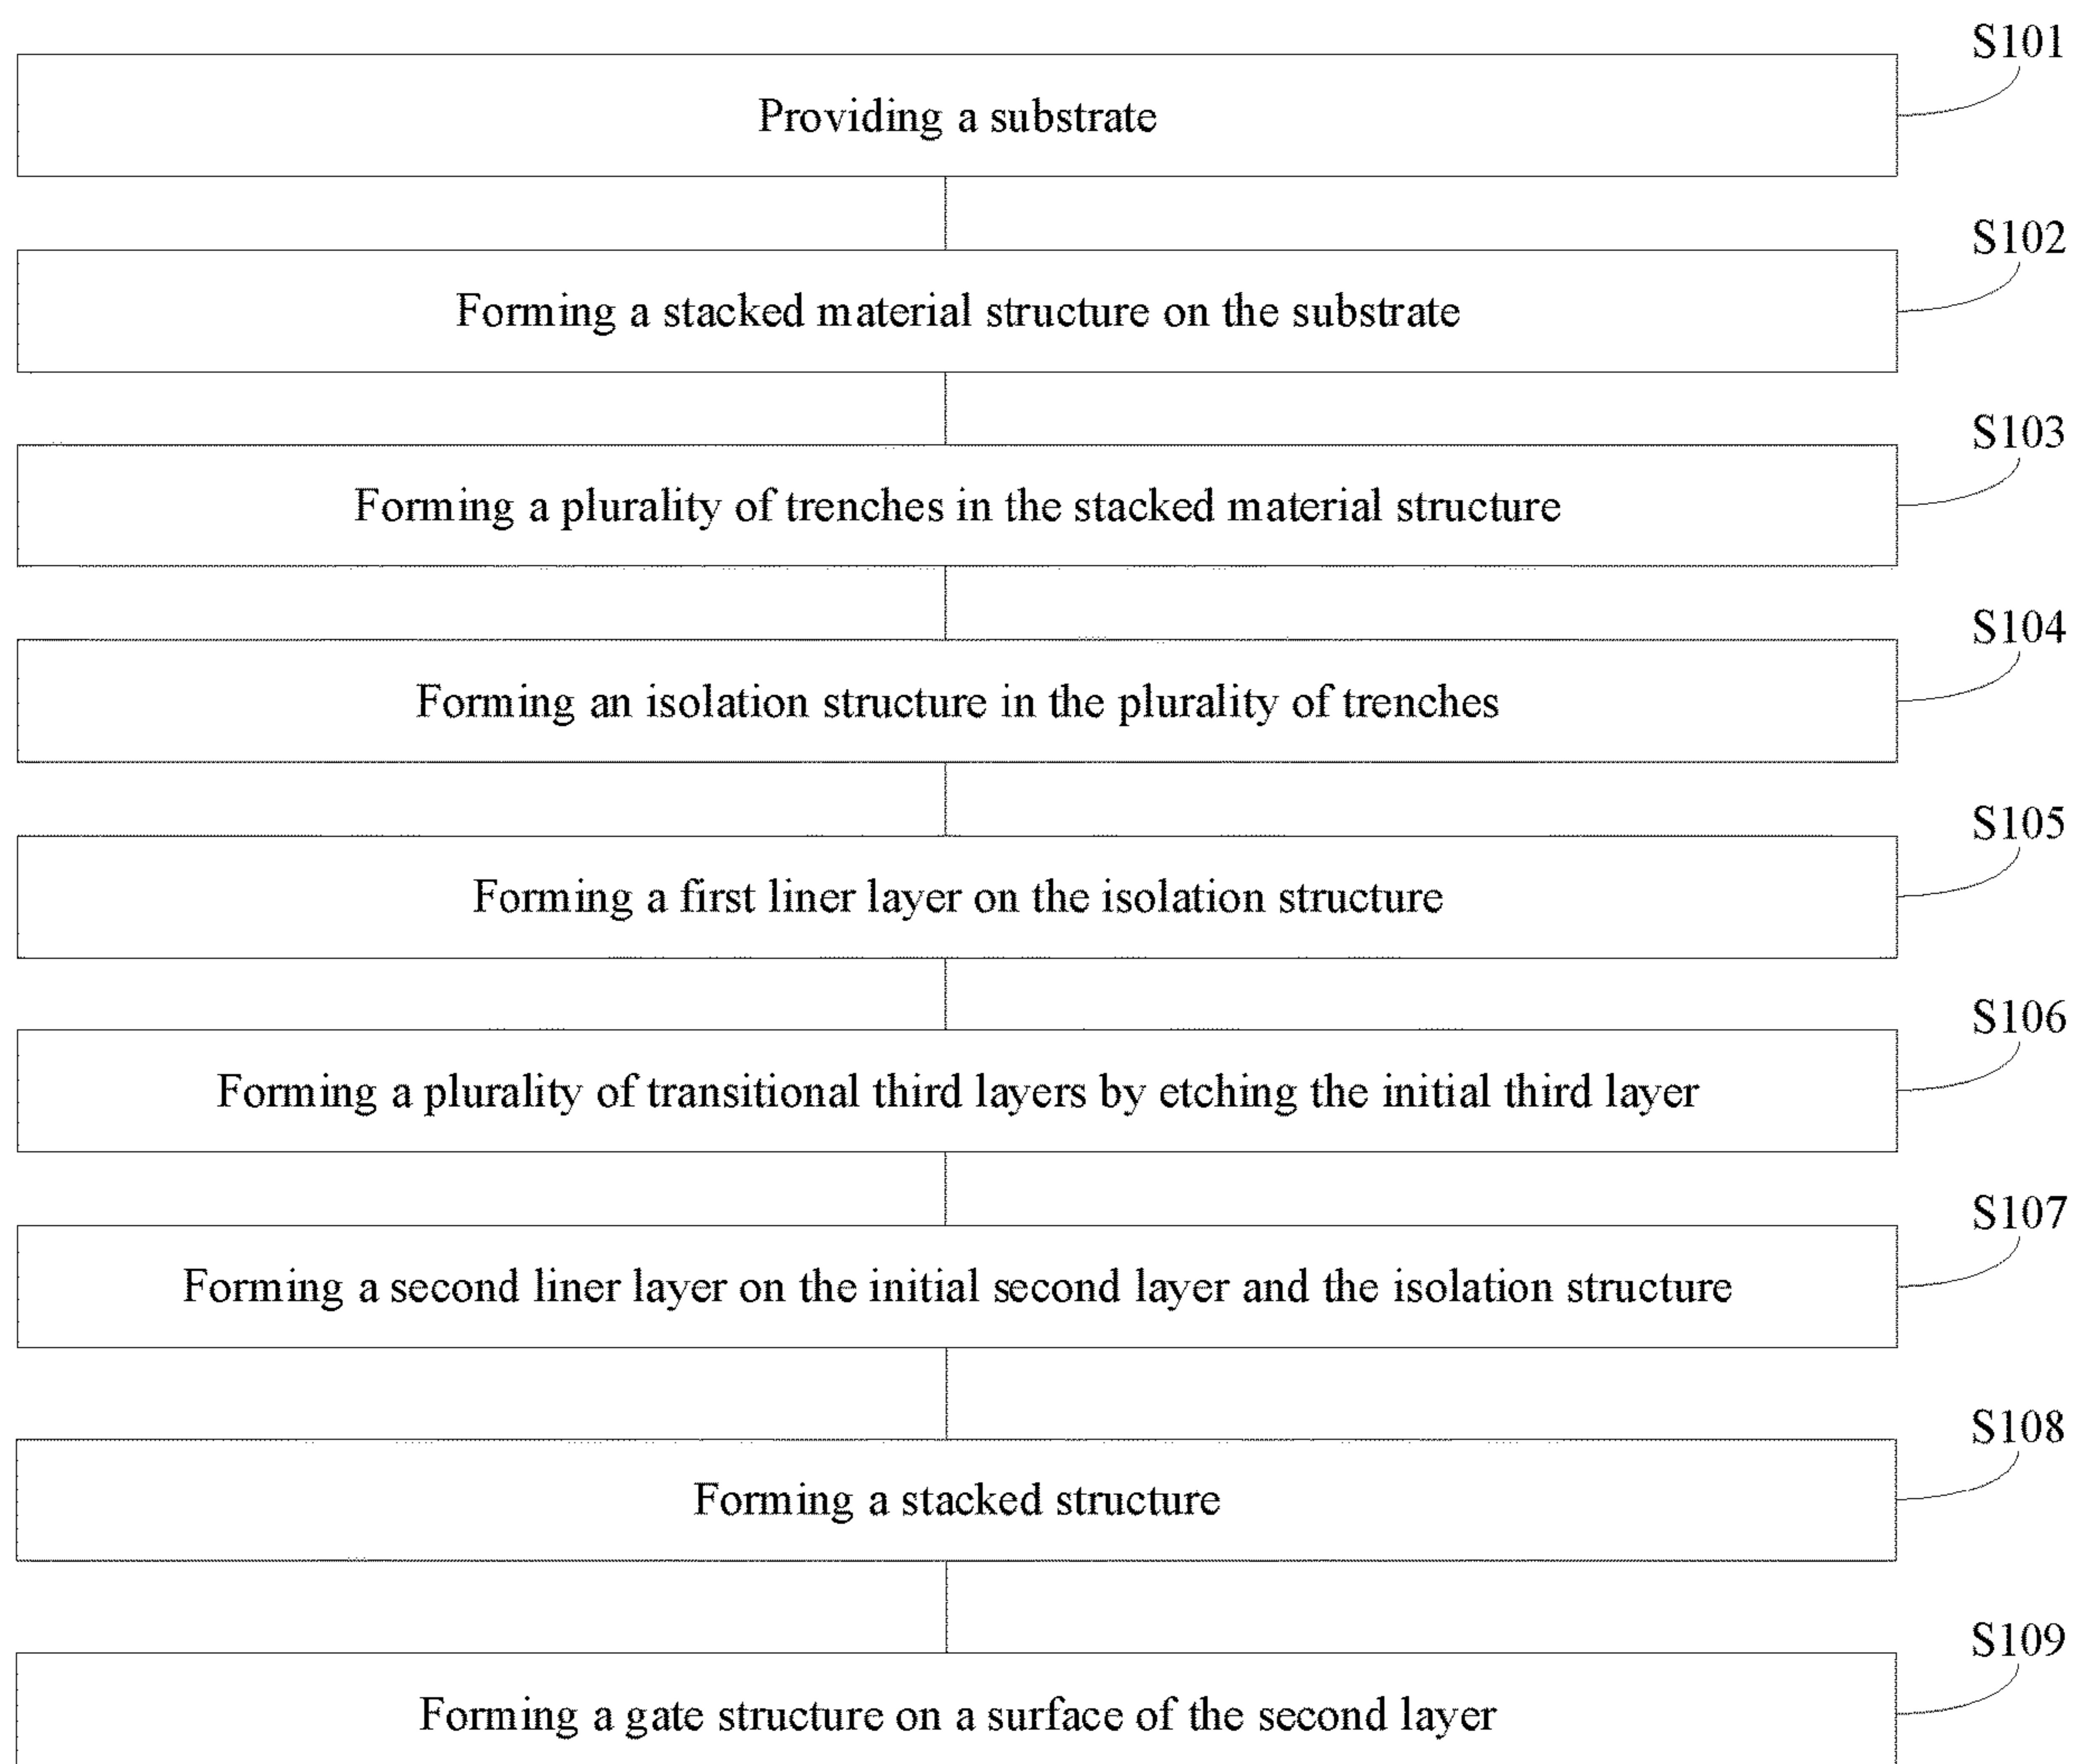 S101
Providing a substrate
S102
Forming a stacked material structure on the substrate
S103
Forming a plurality of trenches in the stacked material structure
S104
Forming an isolation structure in the plurality of trenches
S105
Forming a first liner layer on the isolation structure
S106
Forming a plurality of transitional third layers by etching the initial third layer
S107
Forming a second liner layer on the initial second layer and the isolation structure
S108
Forming a stacked structure
S109
Forming a gate structure on a surface of the second layer